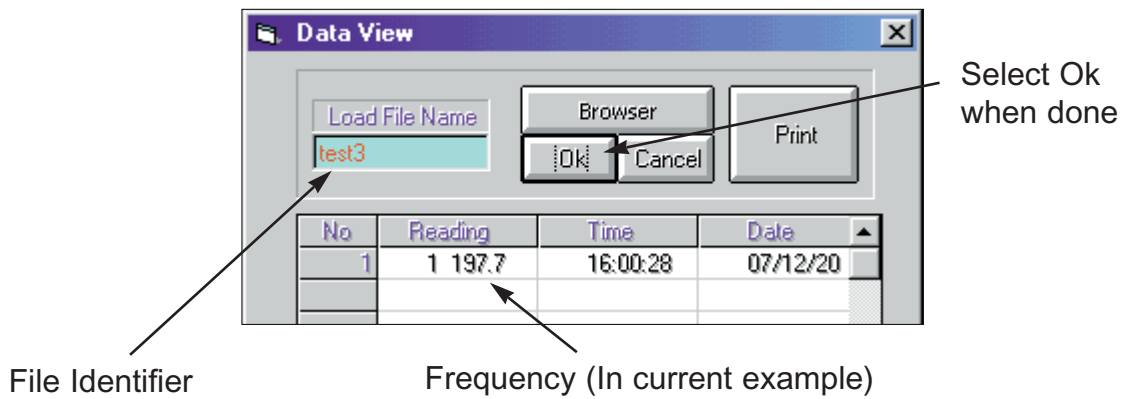 Data View
Select Ok
when done
Load File Name
Browser
Print
test3
Ok
Cancel
No Reading Time Date
1 1 197.7 16:00:28 07/12/20
File Identifier
Frequency (In current example)